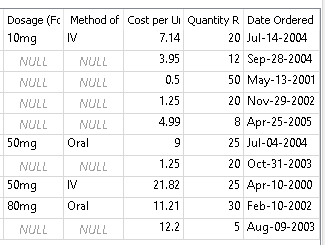 Dosage (Fo Method of Cost per Ui Quantity R Date Ordered
10mg IV 7.14 20 Jul-14-2004
NULL NULL 3.95 12 Sep-28-2004
NULL NULL 0.5 50 May-13-2001
NULL NULL 1.25 20 Nov-29-2002
NULL NULL 4.99 8 Apr-25-2005
50mg Oral 9 25 Jul-04-2004
NULL NULL 1.25 20 Oct-31-2003
50mg IV 21.82 25 Apr-10-2000
80mg Oral 11.21 30 Feb-10-2002
NULL NULL 12.2 5 Aug-09-2003